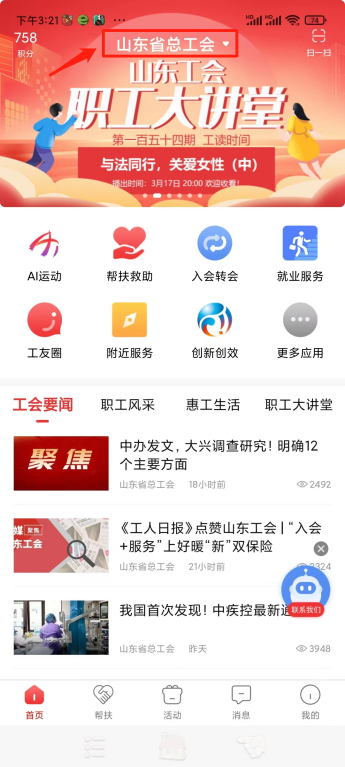 下午3:21 ... HD HD 74
758
积分
山东省总工会
扫一扫
山东工会
职工大讲堂
第一百五十四期 工读时间
与法同行，关爱女性（中）
播出时间：3月17日 20:00 欢迎收看！
AI运动 帮扶救助 入会转会 就业服务
工友圈 附近服务 创新创效 更多应用
工会要闻 职工风采 惠工生活 职工大讲堂
聚焦
中办发文，大兴调查研究！明确12
个主要方面
山东省总工会 18小时前 2492
媒 聚焦
东工会
《工人日报》点赞山东工会 | “入会
+服务”上好暖“新”双保险
山东省总工会 21小时前 2324
联系我们
我国首次发现！中疾控最新通
山东省总工会 昨天 3948
首页 帮扶 活动 消息 我的